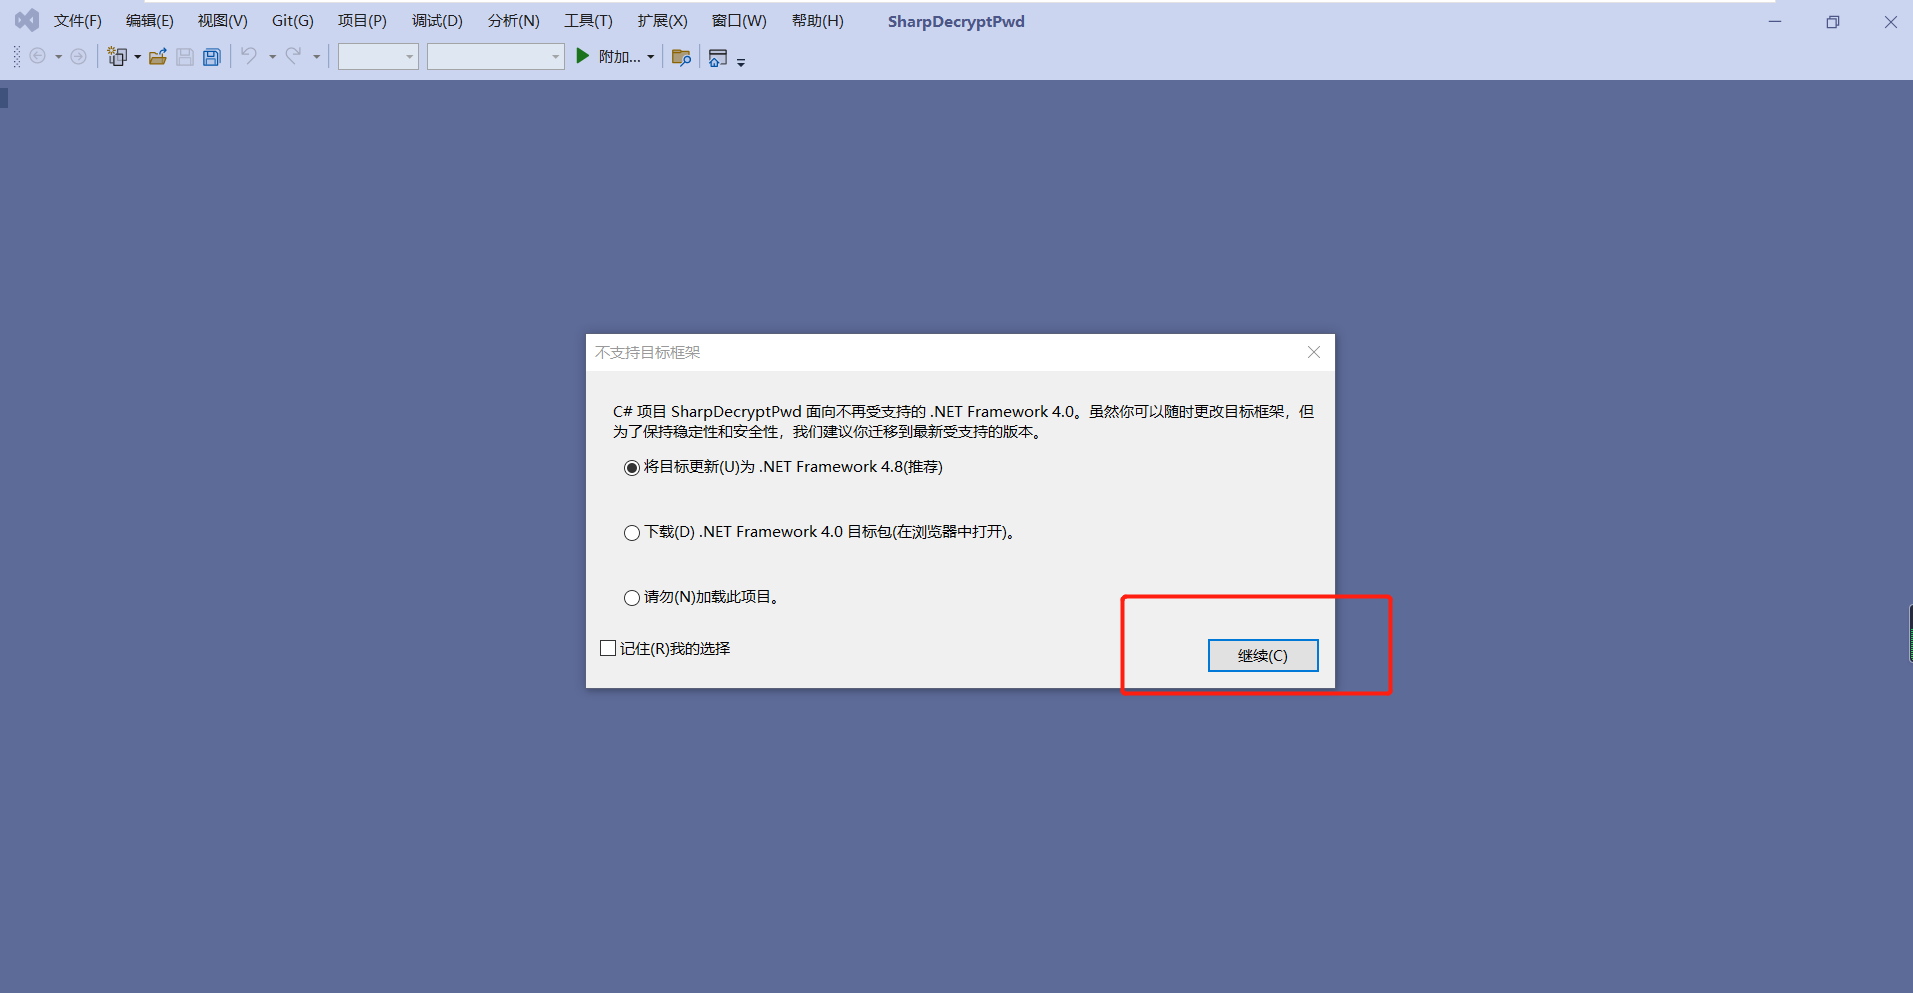 文件(F) 编辑(E) 视图(V) Git(G) 项目(P) 调试(D) 分析(N) 工具(T) 扩展(X) 窗口(W) 帮助(H) SharpDecryptPwd
附加...
不支持目标框架
C# 项目 SharpDecryptPwd 面向不再受支持的 .NET Framework 4.0。虽然你可以随时更改目标框架，但
为了保持稳定性和安全性，我们建议你迁移到最新受支持的版本。
将目标更新(U)为 .NET Framework 4.8(推荐)
下载(D) .NET Framework 4.0 目标包(在浏览器中打开)。
请勿(N)加载此项目。
记住(R)我的选择
继续(C)